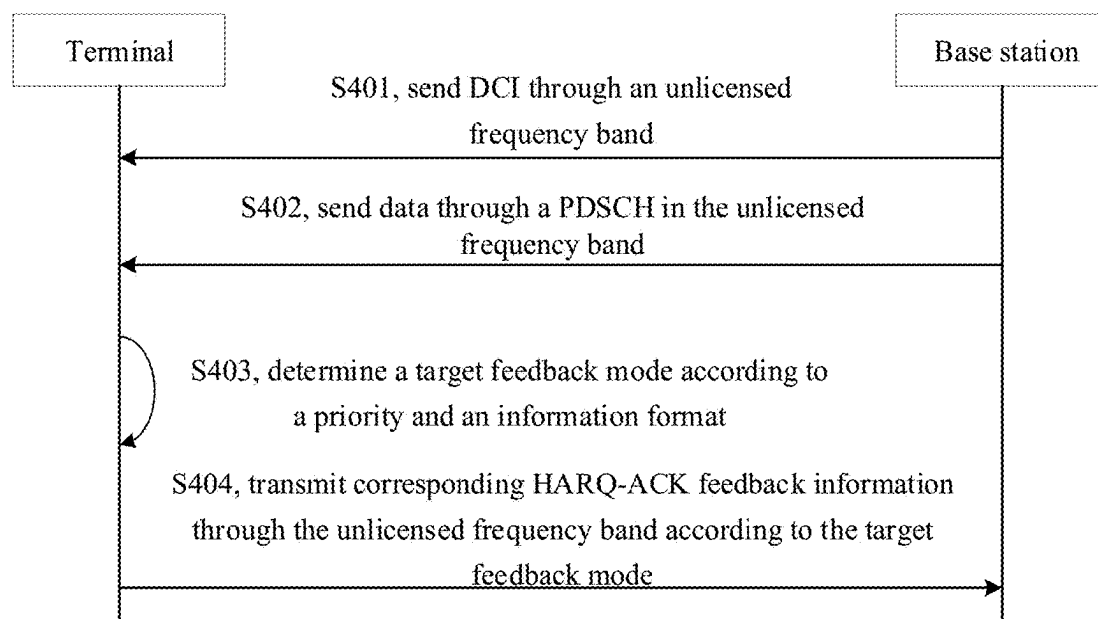 Terminal
Base station
S401, send DCI through an unlicensed
frequency band
S402, send data through a PDSCH in the unlicensed
frequency band
S403, determine a target feedback mode according to
a priority and an information format
S404, transmit corresponding HARQ-ACK feedback information
through the unlicensed frequency band according to the target
feedback mode